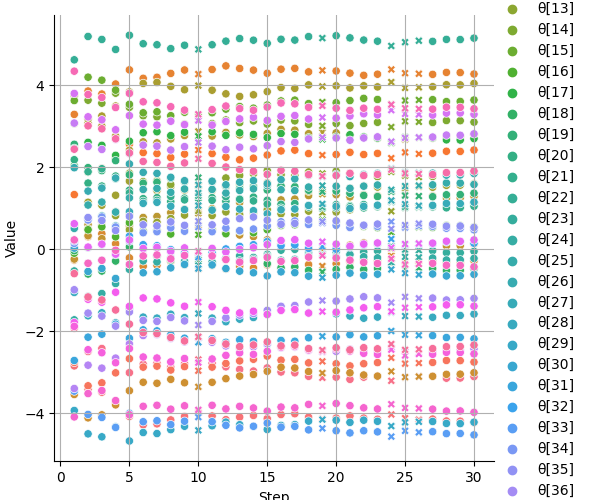 Value
4
2
0
−2
−4
0
5
10
15
20
25
30
Step
θ[13]
θ[14]
θ[15]
θ[16]
θ[17]
θ[18]
θ[19]
θ[20]
θ[21]
θ[22]
θ[23]
θ[24]
θ[25]
θ[26]
θ[27]
θ[28]
θ[29]
θ[30]
θ[31]
θ[32]
θ[33]
θ[34]
θ[35]
θ[36]